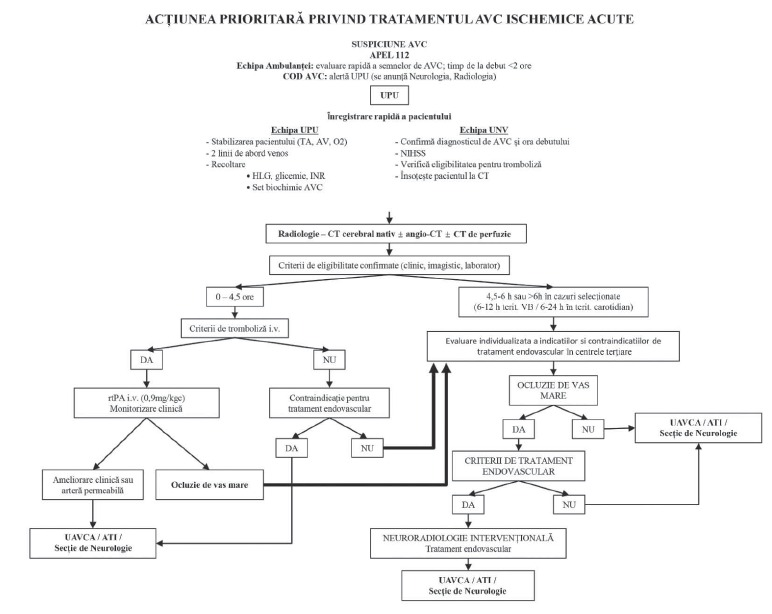 ACȚIUNEA PRIORITARĂ PRIVIND TRATAMENTUL AVC ISCHEMICE ACUTE
SUSPICIUNE AVC
APEL 112
Echipa Ambulanței: evaluare rapidă a semnelor de AVC; timp de la debut <2 ore
COD AVC: alertă UPU (se anunță Neurologia, Radiologia)
UPU
Înregistrare rapidă a pacientului
Echipa UPU
- Stabilizarea pacientului (TA, AV, O2)
- 2 linii de abord venos
- Recoltare
• HLG, glicemie, INR
• Set biochimie AVC
Echipa UNV
- Confirmă diagnosticul de AVC și ora debutului
- NIHSS
- Verifică eligibilitatea pentru tromboliză
- Însoțește pacientul la CT
Radiologie – CT cerebral nativ ± angio-CT ± CT de perfuzie
Criterii de eligibilitate confirmate (clinic, imagistic, laborator)
0 – 4,5 ore
4,5-6 h sau >6h în cazuri selecționate
(6-12 h terit. VB / 6-24 h în terit. carotidian)
Criterii de tromboliză i.v.
Evaluare individualizata a indicatiilor si contraindicatiilor de
tratament endovascular în centrele terțiare
DA
NU
rtPA i.v. (0,9mg/kgc)
Monitorizare clinică
Contraindicație pentru
tratament endovascular
OCLUZIE DE VAS
MARE
DA
NU
DA
NU
UAVCA / ATI /
Secție de Neurologie
Ameliorare clinică sau
arteră permeabilă
Ocluzie de vas mare
CRITERII DE TRATAMENT
ENDOVASCULAR
DA
NU
UAVCA / ATI /
Secție de Neurologie
NEURORADIOLOGIE INTERVENȚIONALĂ
Tratament endovascular
UAVCA / ATI /
Secție de Neurologie